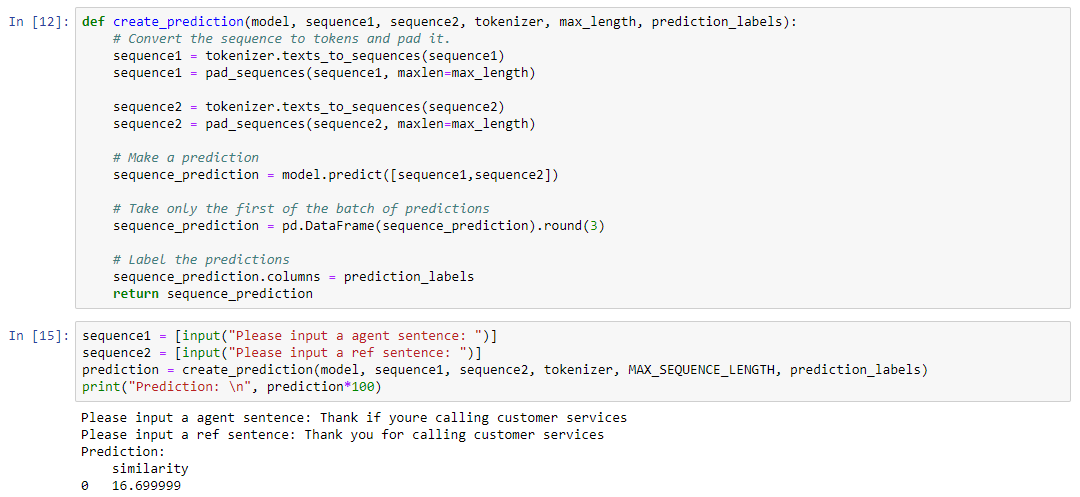 In [12]: def create_prediction(model, sequence1, sequence2, tokenizer, max_length, prediction_labels):
    # Convert the sequence to tokens and pad it.
    sequence1 = tokenizer.texts_to_sequences(sequence1)
    sequence1 = pad_sequences(sequence1, maxlen=max_length)

    sequence2 = tokenizer.texts_to_sequences(sequence2)
    sequence2 = pad_sequences(sequence2, maxlen=max_length)

    # Make a prediction
    sequence_prediction = model.predict([sequence1,sequence2])

    # Take only the first of the batch of predictions
    sequence_prediction = pd.DataFrame(sequence_prediction).round(3)

    # Label the predictions
    sequence_prediction.columns = prediction_labels
    return sequence_prediction
In [15]: sequence1 = [input("Please input a agent sentence: ")]
sequence2 = [input("Please input a ref sentence: ")]
prediction = create_prediction(model, sequence1, sequence2, tokenizer, MAX_SEQUENCE_LENGTH, prediction_labels)
print("Prediction: \n", prediction*100)
Please input a agent sentence: Thank if youre calling customer services
Please input a ref sentence: Thank you for calling customer services
Prediction:
    similarity
0   16.699999